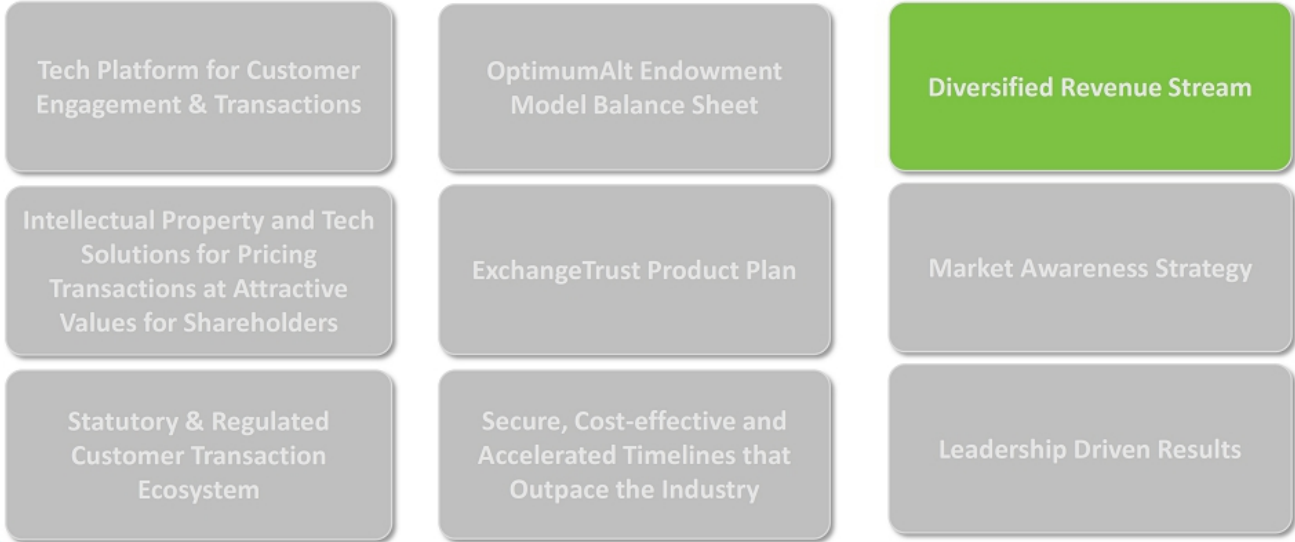 Tech Platform for Customer
Engagement & Transactions
OptimumAlt Endowment
Model Balance Sheet
Diversified Revenue Stream
Intellectual Property and Tech
Solutions for Pricing
Transactions at Attractive
Values for Shareholders
ExchangeTrust Product Plan
Market Awareness Strategy
Statutory & Regulated
Customer Transaction
Ecosystem
Secure, Cost-effective and
Accelerated Timelines that
Outpace the Industry
Leadership Driven Results